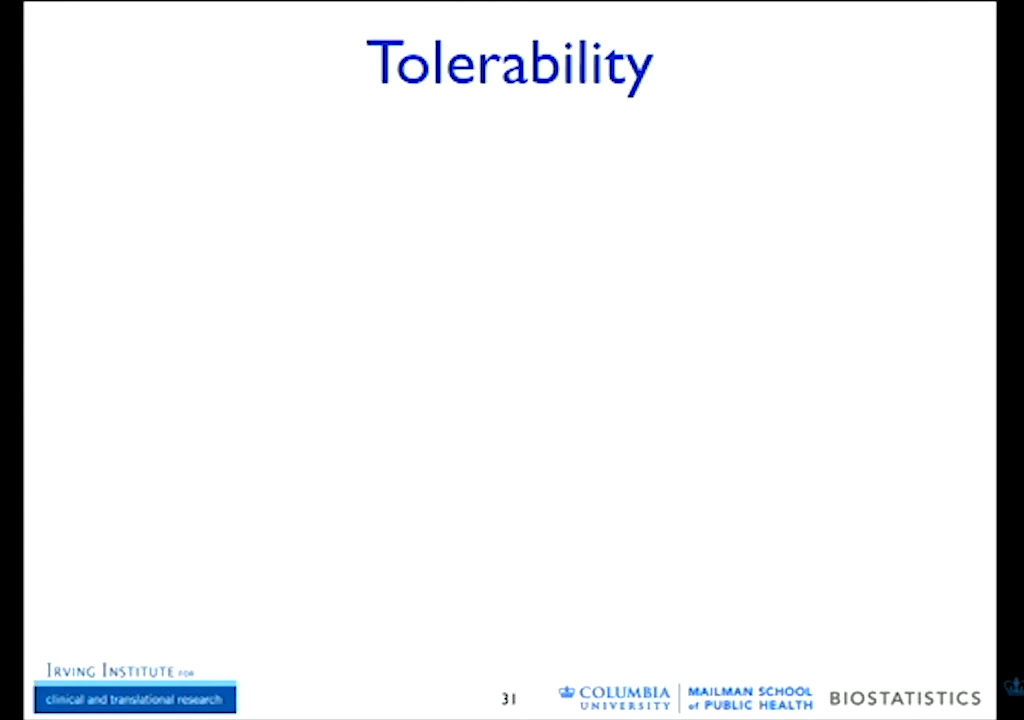 Tolerability
IRVING INSTITUTE FOR
clinical and translational research
31
COLUMBIA
UNIVERSITY
MAILMAN SCHOOL
of PUBLIC HEALTH
BIOSTATISTICS